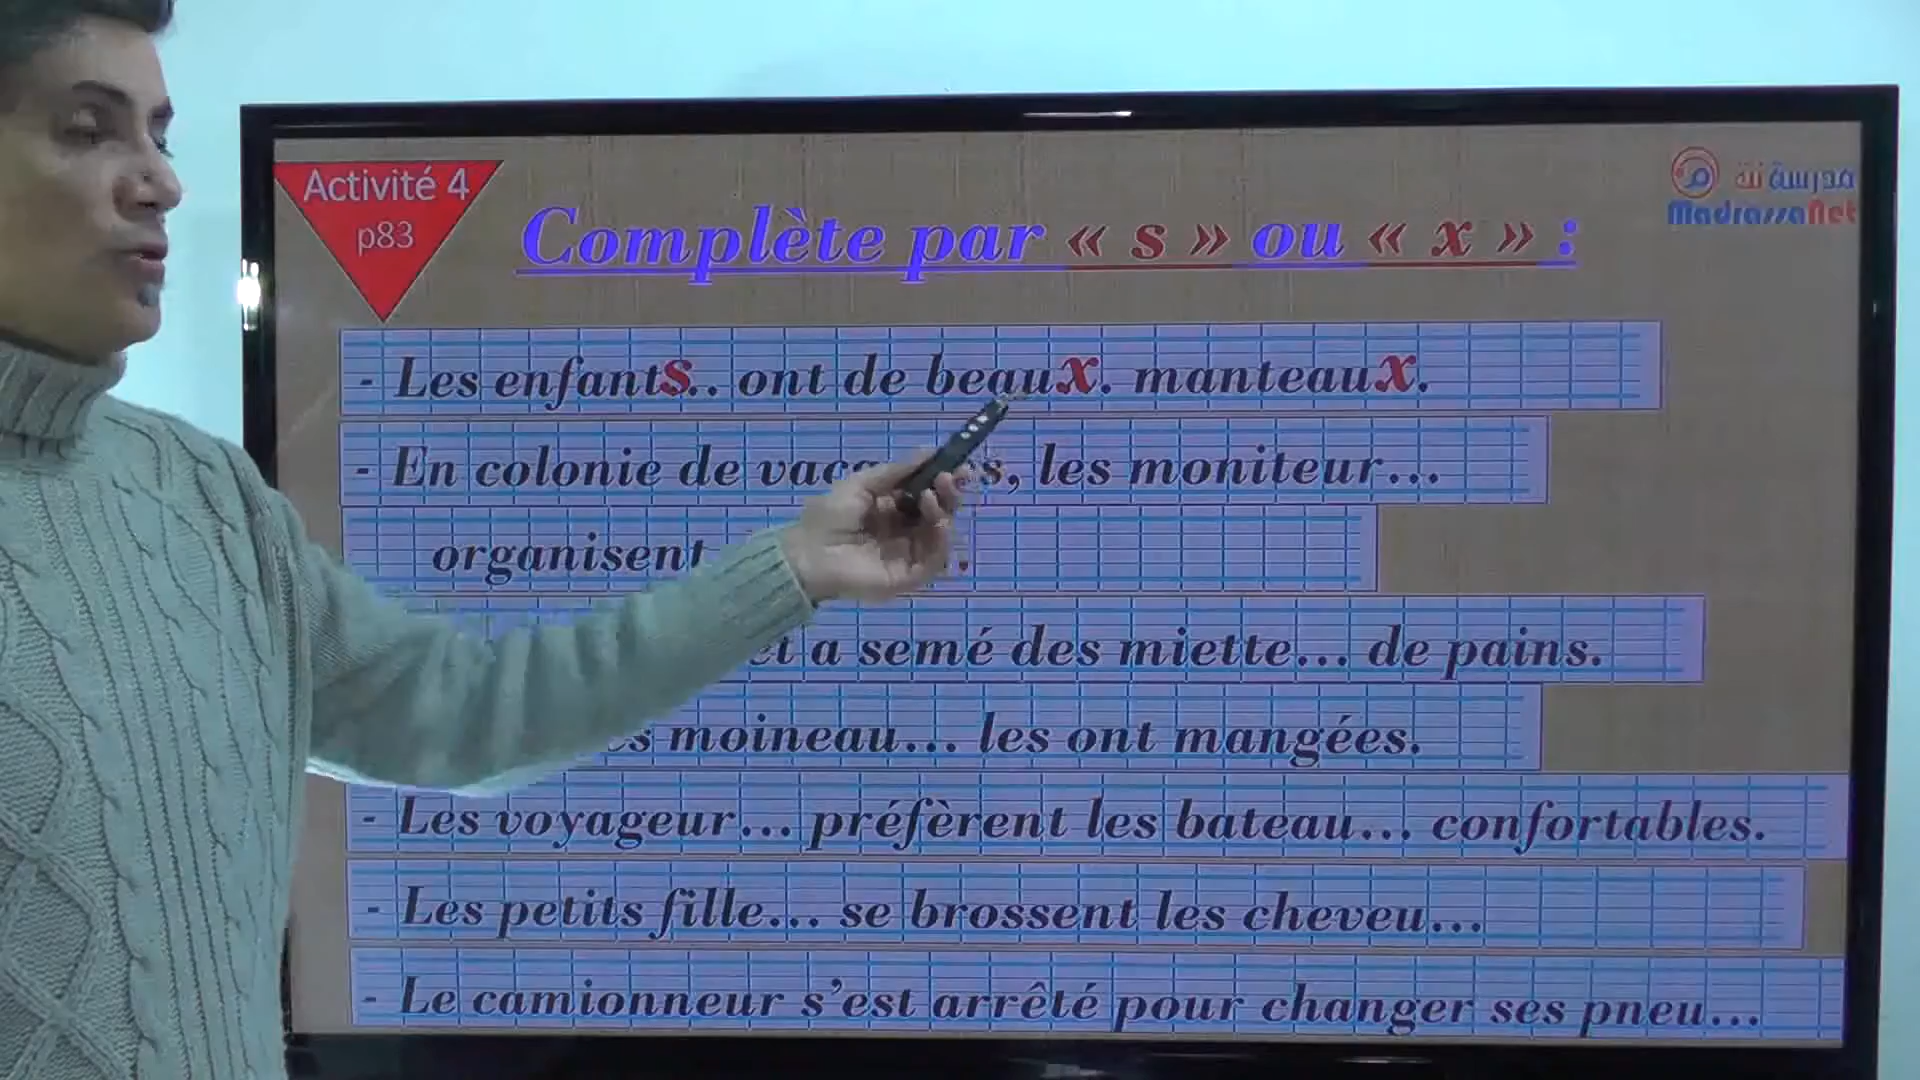 Activité 4
p83
Complète par « s » ou « x » :
مدرسة نت
MadrassaNet
- Les enfants.. ont de beaux. manteaux.
- En colonie de , les moniteur…
organisent
a semé des miette… de pains.
moineau… les ont mangées.
- Les voyageur… préfèrent les bateau… confortables.
- Les petits fille… se brossent les cheveu…
- Le camionneur s’est arrêté pour changer ses pneu…